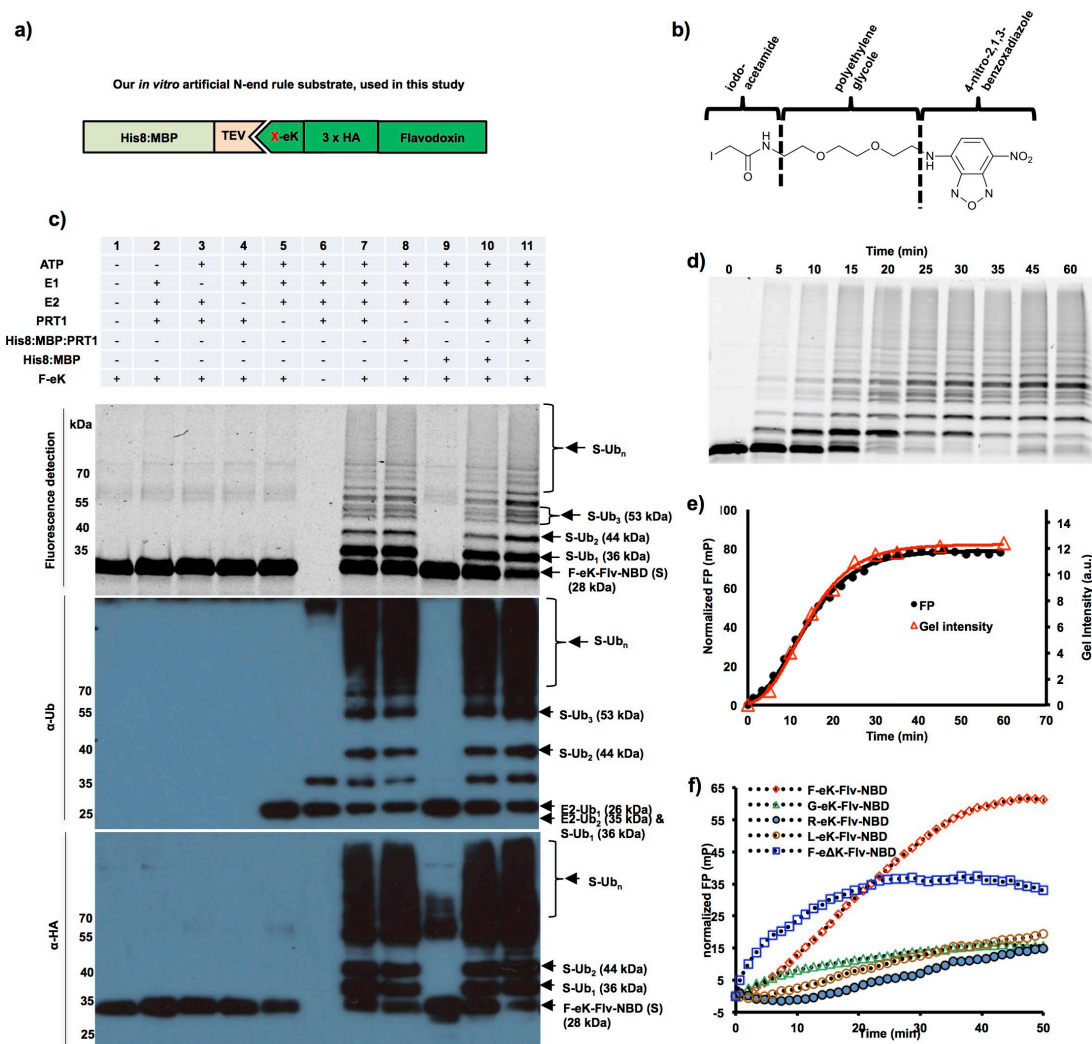 a)
Our in vitro artificial N-end rule substrate, used in this study
His8:MBP TEV X-eK 3 x HA Flavodoxin
b)
iodo-
acetamide
polyethylene
glycole
4-nitro-2,1,3-
benzoxadiazole
I O H N O O N H NO2 N O N
c)
1 2 3 4 5 6 7 8 9 10 11
ATP - - + + + + + + + + +
E1 - + - + + + + + + + +
E2 - + + - + + + + + + +
PRT1 - + + + - + + - - + -
His8:MBP:PRT1 + +
His8:MBP + +
F-eK + + + + + - + + + + +
Fluorescence detection
kDa
70
55
40
35
S-Ubn
S-Ub3 (53 kDa)
S-Ub2 (44 kDa)
S-Ub1 (36 kDa)
F-eK-Flv-NBD (S)
(28 kDa)
α-Ub
70
55
40
35
25
S-Ubn
S-Ub3 (53 kDa)
S-Ub2 (44 kDa)
E2-Ub1 (26 kDa)
E2-Ub2 (35 kDa) &
S-Ub1 (36 kDa)
α-HA
70
55
40
35
25
S-Ubn
S-Ub2 (44 kDa)
S-Ub1 (36 kDa)
F-eK-Flv-NBD (S)
(28 kDa)
d)
Time (min)
0 5 10 15 20 25 30 35 45 60
e)
Normalized FP (mP)
100
80
60
40
20
0
FP
Gel intensity
Gel Intensity (a.u.)
14
12
10
8
6
4
2
0
0 10 20 30 40 50 60 70
Time (min)
f)
normalized FP (mP)
65
55
45
35
25
15
5
-5
F-eK-Flv-NBD
G-eK-Flv-NBD
R-eK-Flv-NBD
L-eK-Flv-NBD
F-eΔK-Flv-NBD
0 10 20 30 40 50
Time (min)